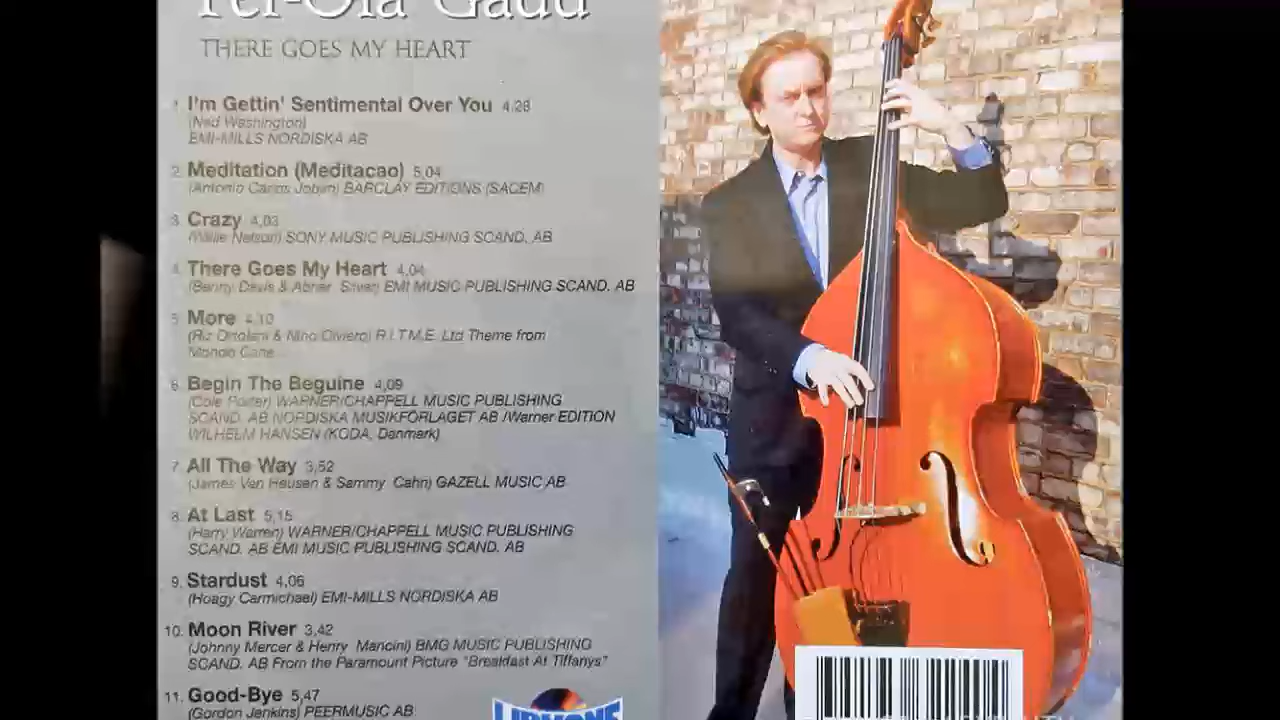 Per-Ola Gadd
THERE GOES MY HEART
1. I'm Gettin' Sentimental Over You 4,28
(Ned Washington)
EMI-MILLS NORDISKA AB
2. Meditation (Meditacao) 5,04
(Antonio Carlos Jobim) BARCLAY EDITIONS (SACEM)
3. Crazy 4,03
(Willie Nelson) SONY MUSIC PUBLISHING SCAND. AB
4. There Goes My Heart 4,04
(Benny Davis & Abner Silver) EMI MUSIC PUBLISHING SCAND. AB
5. More 4,10
(Riz Ortolani & Nino Oliviero) R.I.T.M.E. Ltd Theme from
Mondo Cane
6. Begin The Beguine 4,09
(Cole Porter) WARNER/CHAPPELL MUSIC PUBLISHING
SCAND. AB NORDISKA MUSIKFÖRLAGET AB /Warner EDITION
WILHELM HANSEN (KODA, Danmark)
7. All The Way 3,52
(James Van Heusen & Sammy Cahn) GAZELL MUSIC AB
8. At Last 5,15
(Harry Warren) WARNER/CHAPPELL MUSIC PUBLISHING
SCAND. AB EMI MUSIC PUBLISHING SCAND. AB
9. Stardust 4,06
(Hoagy Carmichael) EMI-MILLS NORDISKA AB
10. Moon River 3,42
(Johnny Mercer & Henry Mancini) BMG MUSIC PUBLISHING
SCAND. AB From the Paramount Picture "Breakfast At Tiffanys"
11. Good-Bye 5,47
(Gordon Jenkins) PEERMUSIC AB